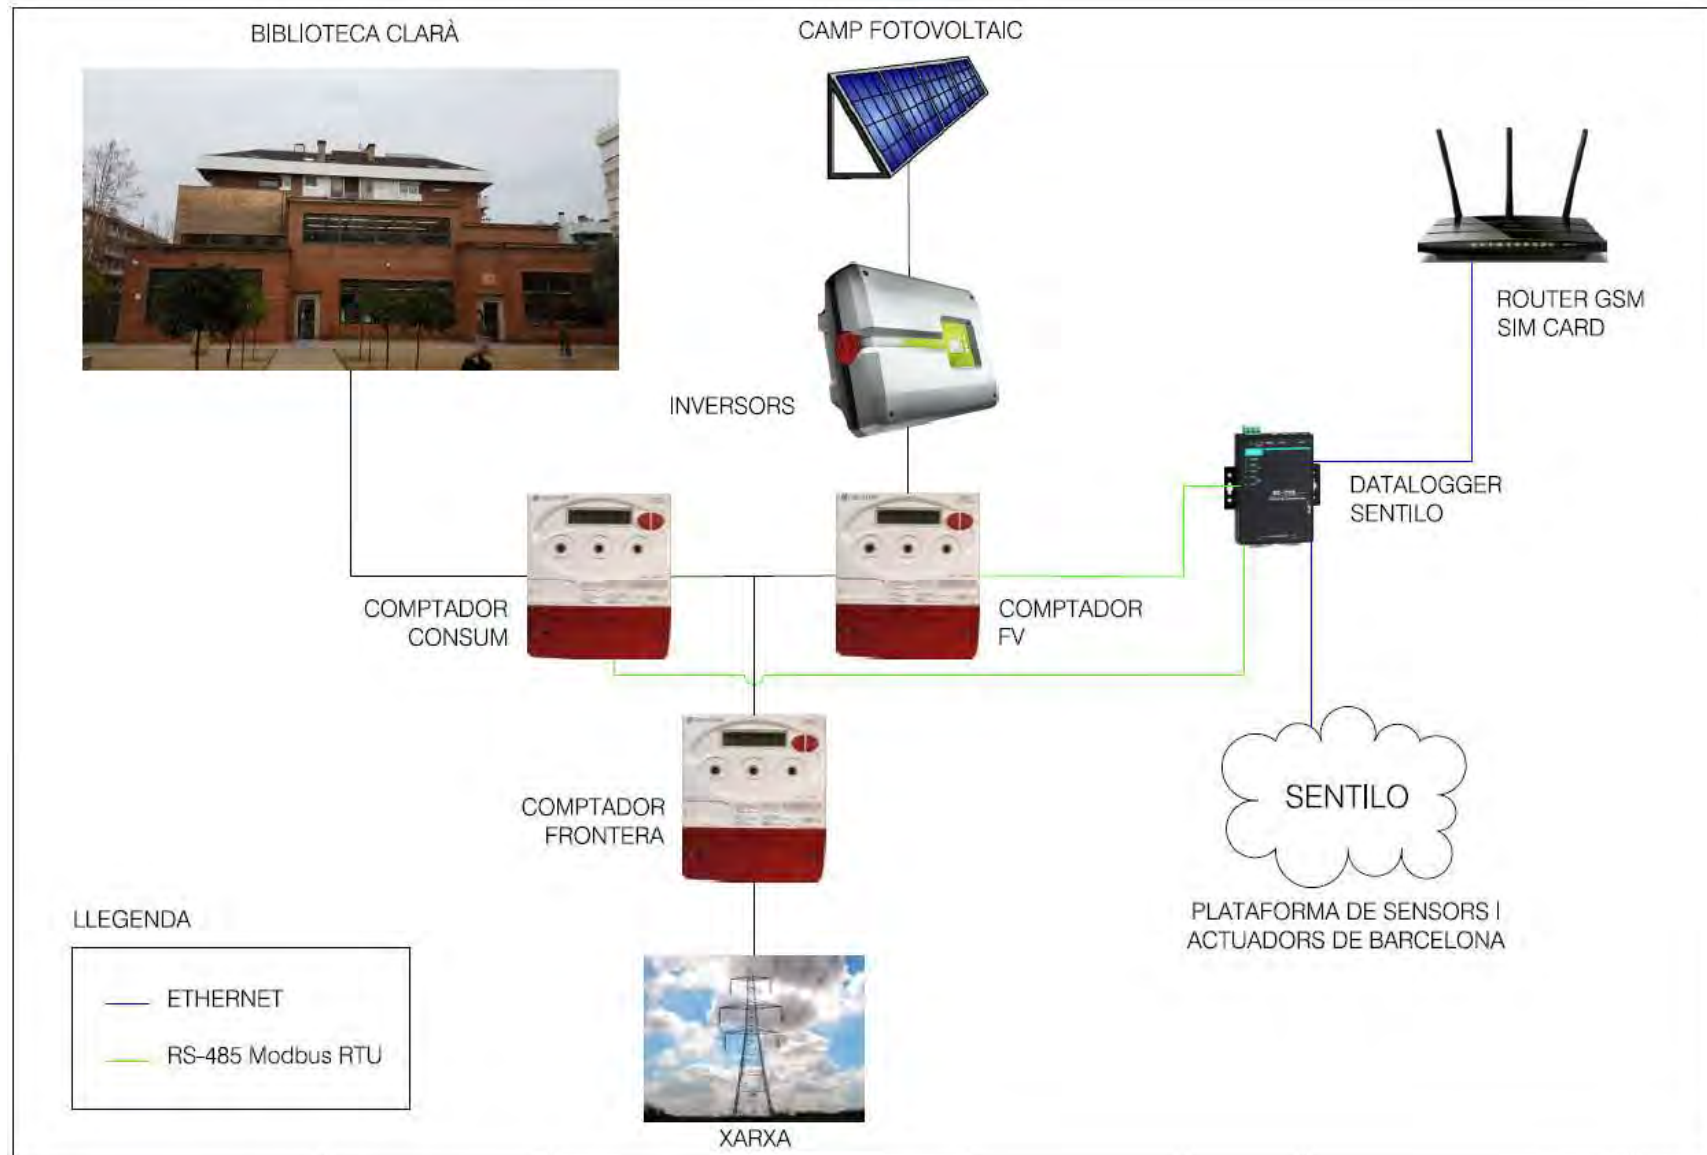 BIBLIOTECA CLARÀ
CAMP FOTOVOLTAIC
ROUTER GSM
SIM CARD
INVERSORS
DATALOGGER
SENTILO
COMPTADOR
CONSUM
COMPTADOR
FV
COMPTADOR
FRONTERA
SENTILO
PLATAFORMA DE SENSORS I
ACTUADORS DE BARCELONA
LLEGENDA
ETHERNET
RS-485 Modbus RTU
XARXA